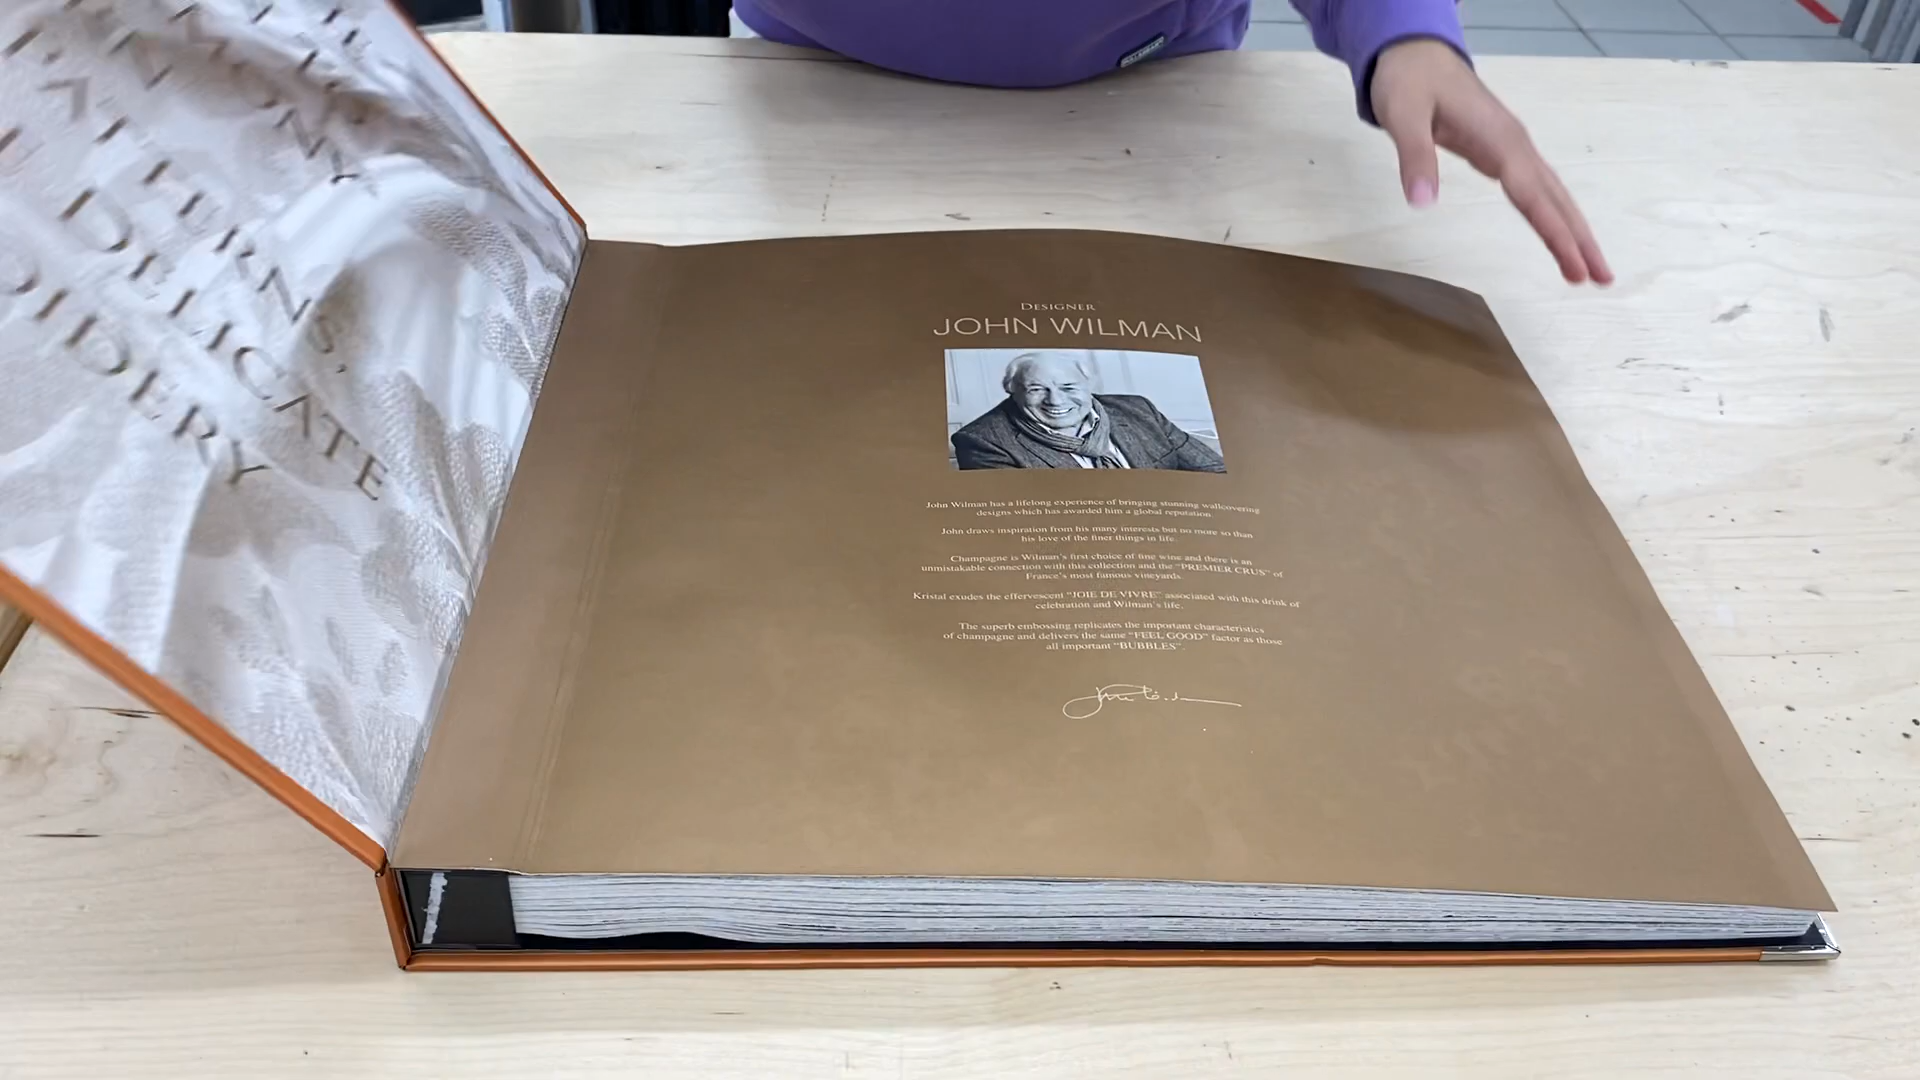 PATTERNS,
DELICATE
DESIGNER
JOHN WILMAN
John Wilman has a lifelong experience of bringing stunning wallcovering
designs which has awarded him a global reputation.
John draws inspiration from his many interests but no more so than
his love of the finer things in life.
Champagne is Wilman's first choice of fine wine and there is an
unmistakable connection with this collection and the "PREMIER CRUS" of
France's most famous vineyards.
Kristal exudes the effervescent "JOIE DE VIVRE" associated with this drink of
celebration and Wilman's life.
The superb embossing replicates the important characteristics
of champagne and delivers the same "FEEL GOOD" factor as those
all important "BUBBLES".